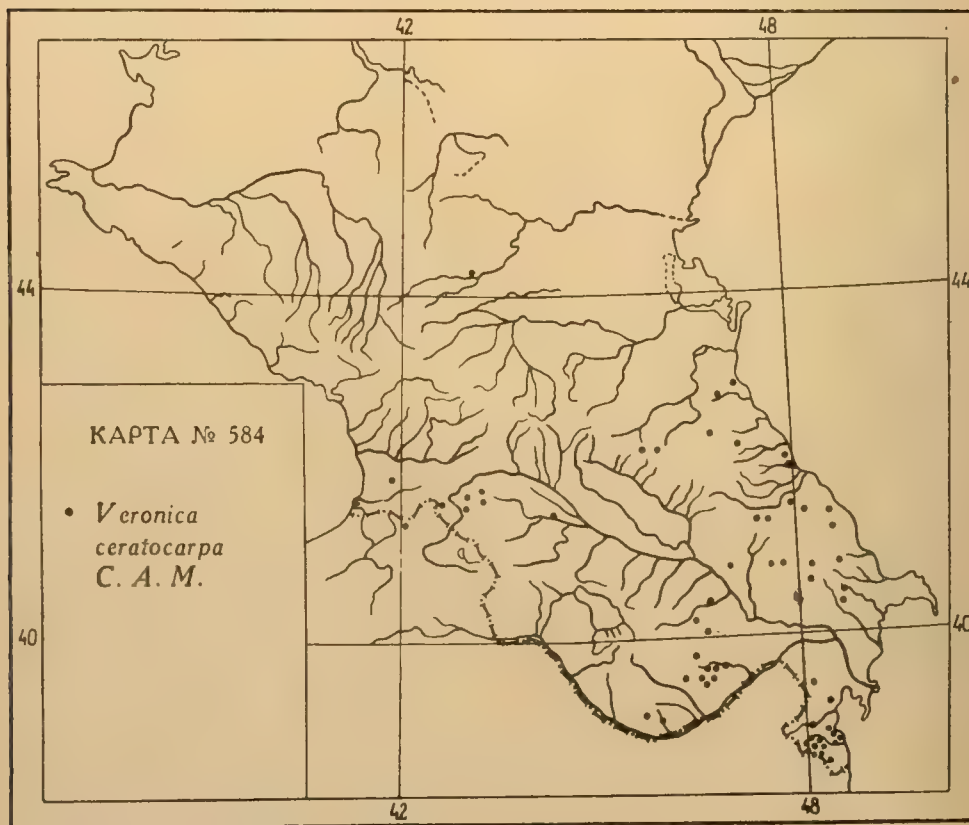 42 48
44 44
КАРТА № 584
• Veronica
ceratocarpa
C. A. M.
40 40
42 48